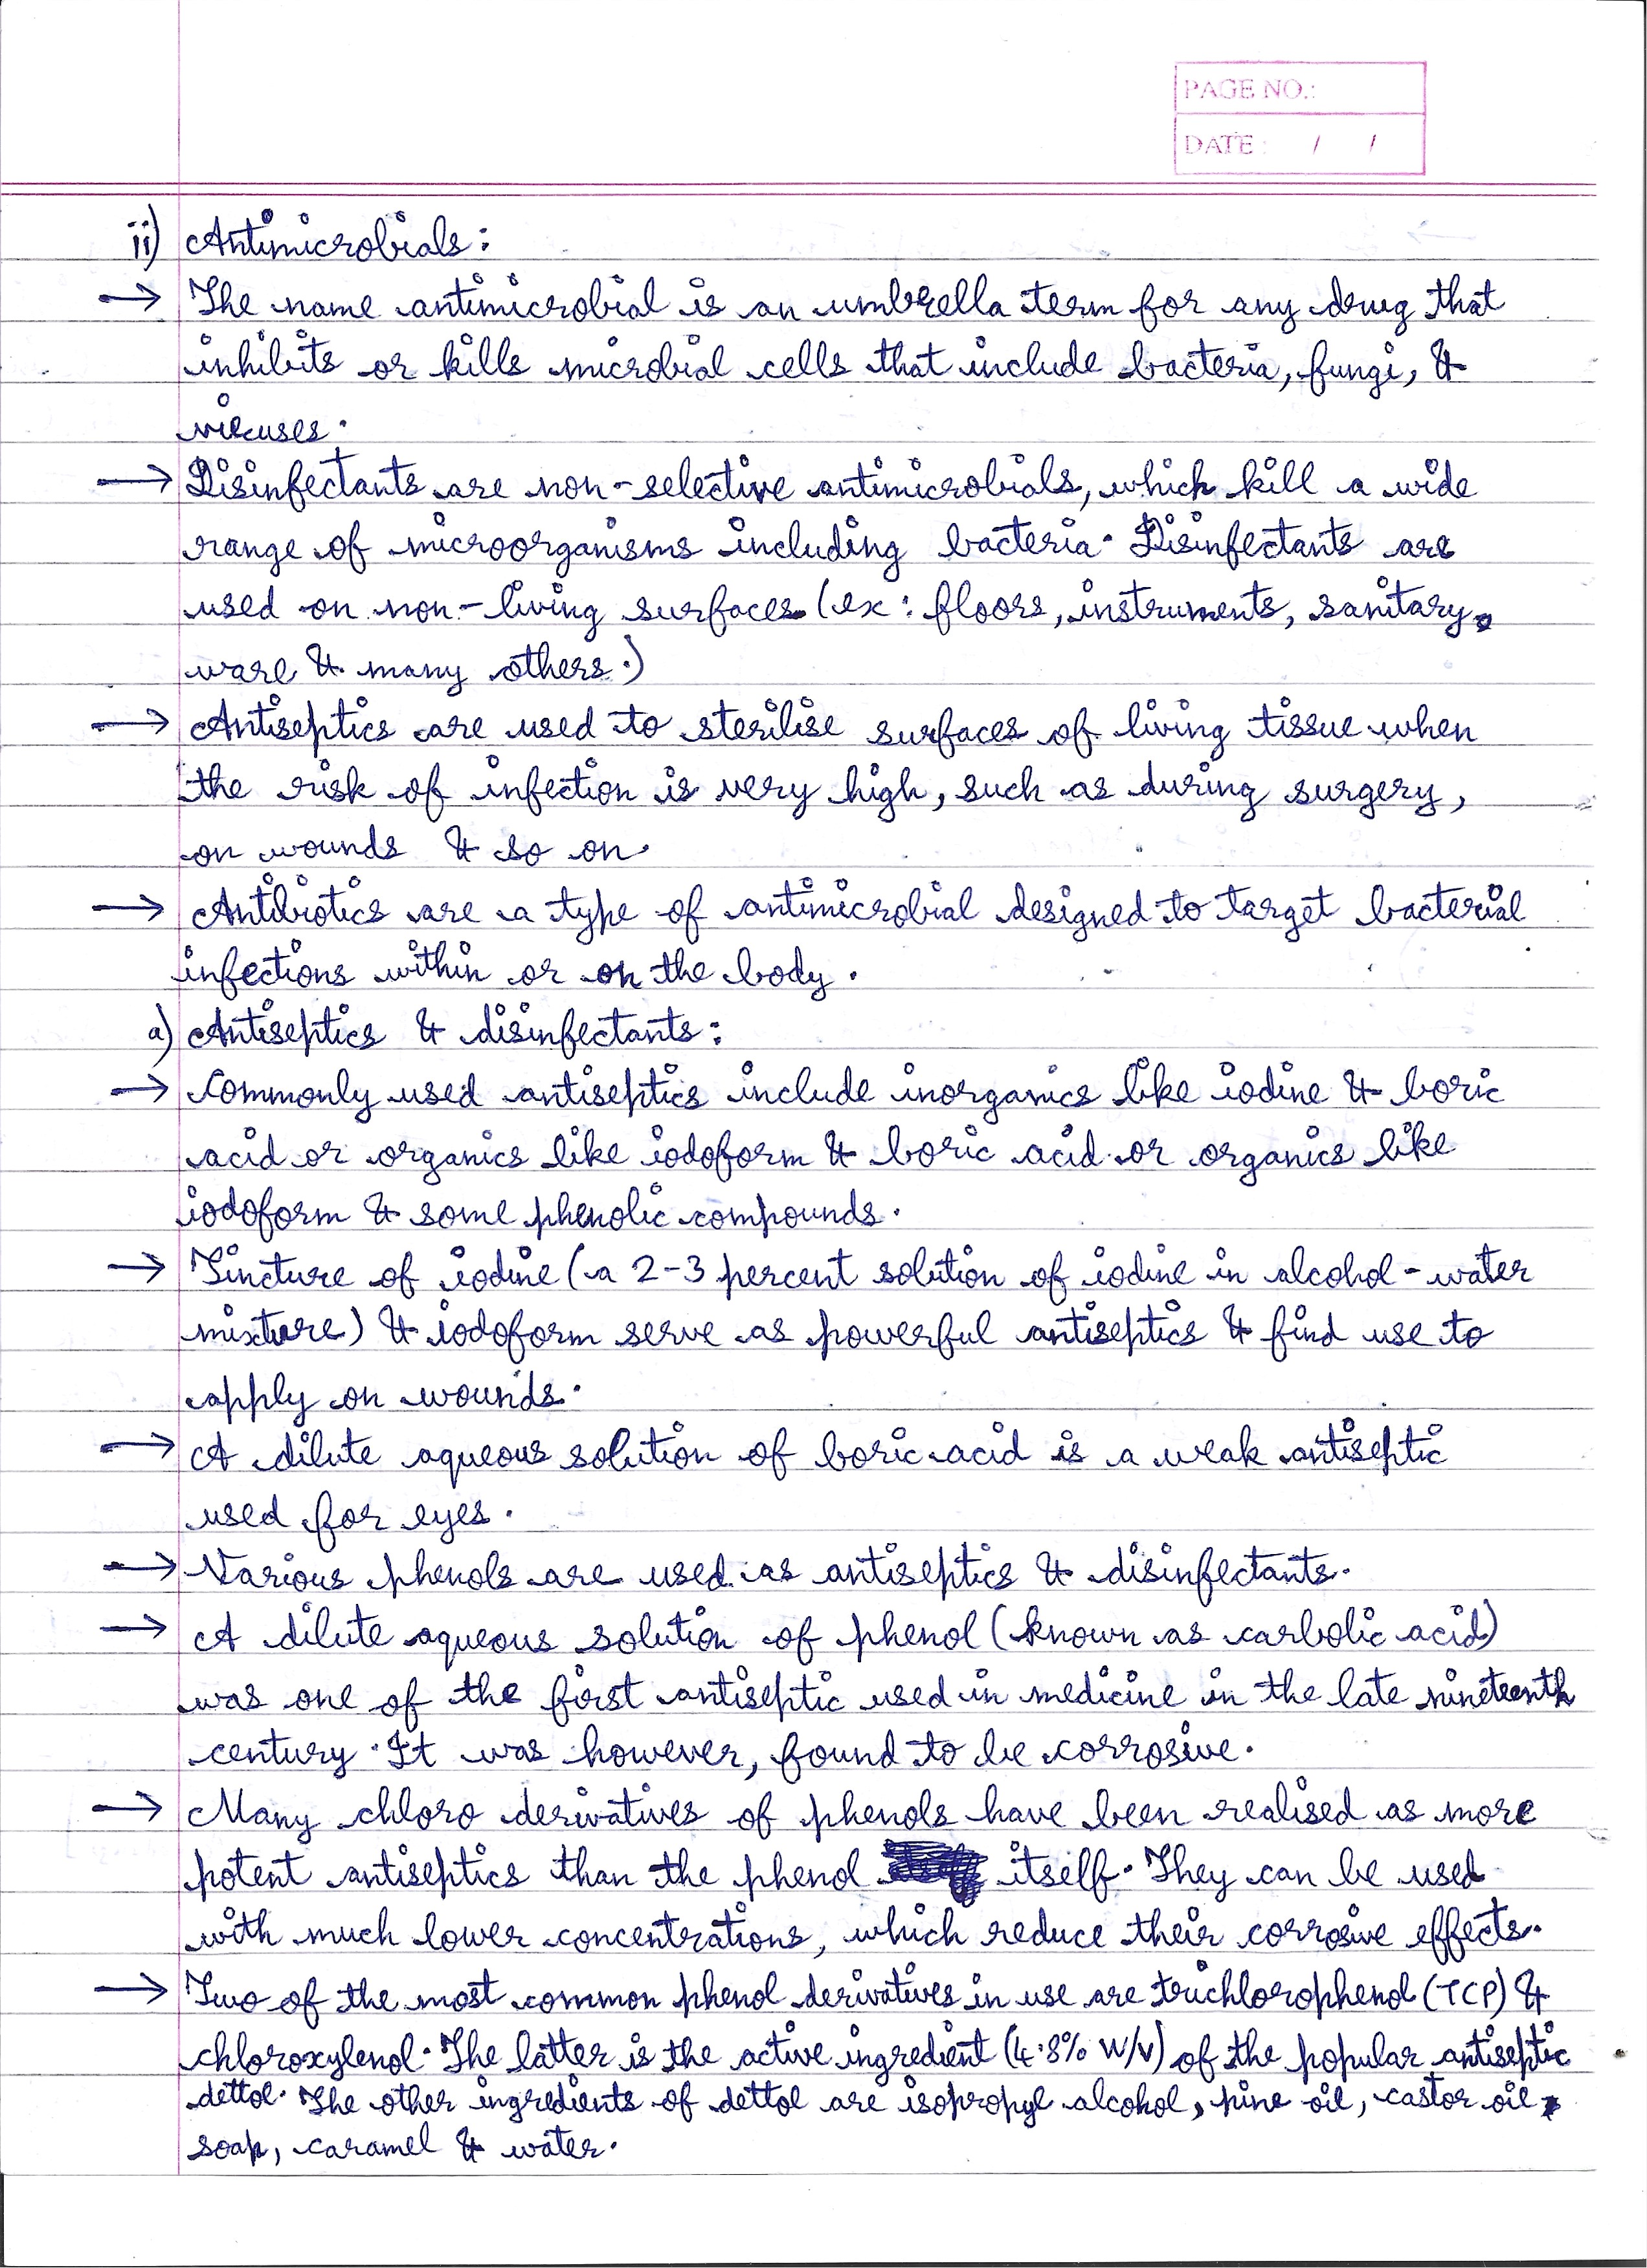 PAGE NO.:
DATE: / /
ii) Antimicrobials:
→ The name antimicrobial is an umbrella term for any drug that
inhibits or kills microbial cells that include bacteria, fungi, &
viruses.
→ Disinfectants are non-selective antimicrobials, which kill a wide
range of microorganisms including bacteria. Disinfectants are
used on non-living surfaces (ex: floors, instruments, sanitary
ware & many others.)
→ Antiseptics are used to sterilise surfaces of living tissue when
the risk of infection is very high, such as during surgery,
on wounds & so on.
→ Antibiotics are a type of antimicrobial designed to target bacterial
infections within or on the body.
a) Antiseptics & disinfectants:
→ Commonly used antiseptics include inorganics like iodine & boric
acid or organics like iodoform & boric acid or organics like
iodoform & some phenolic compounds.
→ Tincture of iodine (a 2-3 percent solution of iodine in alcohol-water
mixture) & iodoform serve as powerful antiseptics & find use to
apply on wounds.
→ A dilute aqueous solution of boric acid is a weak antiseptic
used for eyes.
→ Various phenols are used as antiseptics & disinfectants.
→ A dilute aqueous solution of phenol (known as carbolic acid)
was one of the first antiseptic used in medicine in the late nineteenth
century. It was however, found to be corrosive.
→ Many chloro derivatives of phenols have been realised as more
potent antiseptics than the phenol itself. They can be used
with much lower concentrations, which reduce their corrosive effects.
→ Two of the most common phenol derivatives in use are trichlorophenol (TCP) &
chloroxylenol. The latter is the active ingredient (4.8% W/V) of the popular antiseptic
dettol. The other ingredients of dettol are isopropyl alcohol, pine oil, castor oil,
soap, caramel & water.